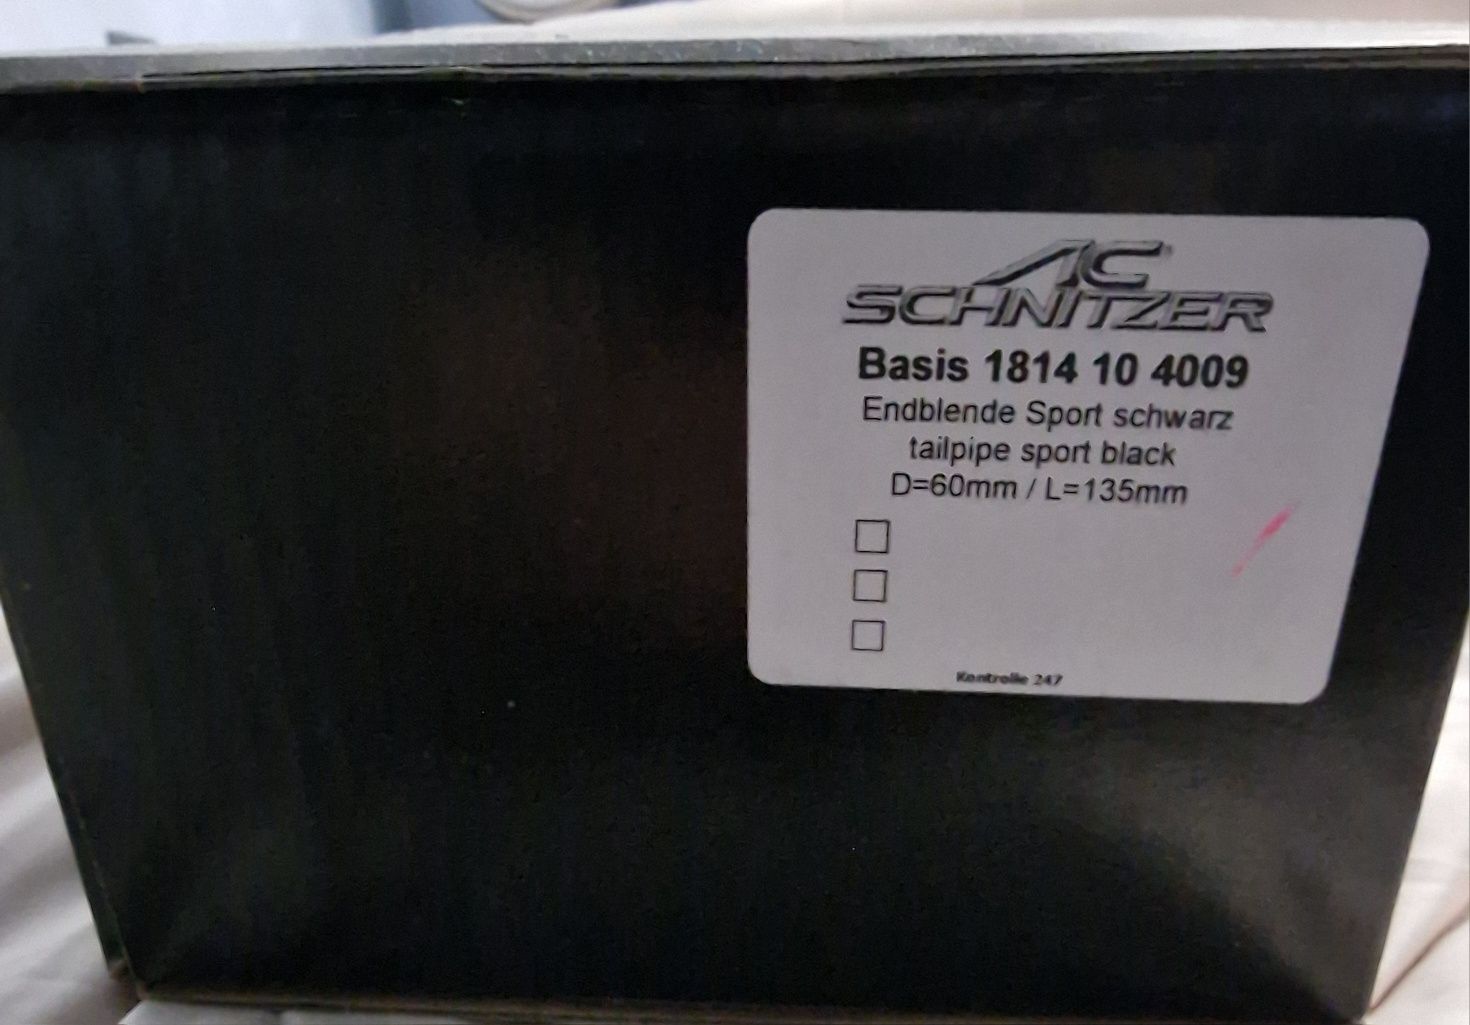 AC
SCHNITZER
Basis 1814 10 4009
Endblende Sport schwarz
tailpipe sport black
D=60mm / L=135mm
Kontrolle 247